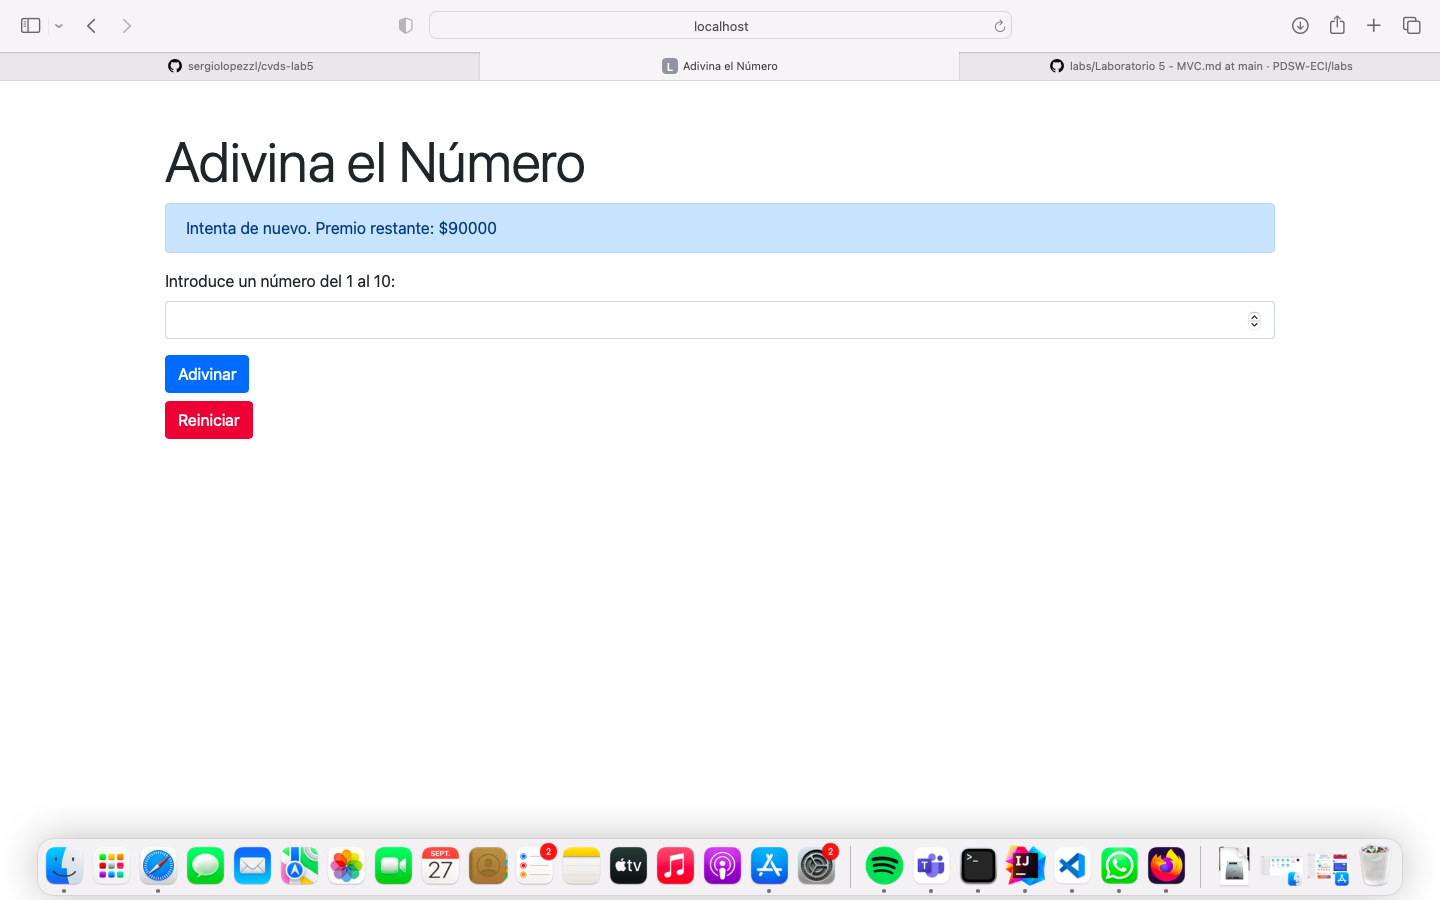 localhost
sergiolopezzl/cvds-lab5
L Adivina el Número
labs/Laboratorio 5 - MVC.md at main · PDSW-ECI/labs
Adivina el Número
Intenta de nuevo. Premio restante: $90000
Introduce un número del 1 al 10:
Adivinar
Reiniciar
SEPT.
27
2
tv
2
T
>_
IJ